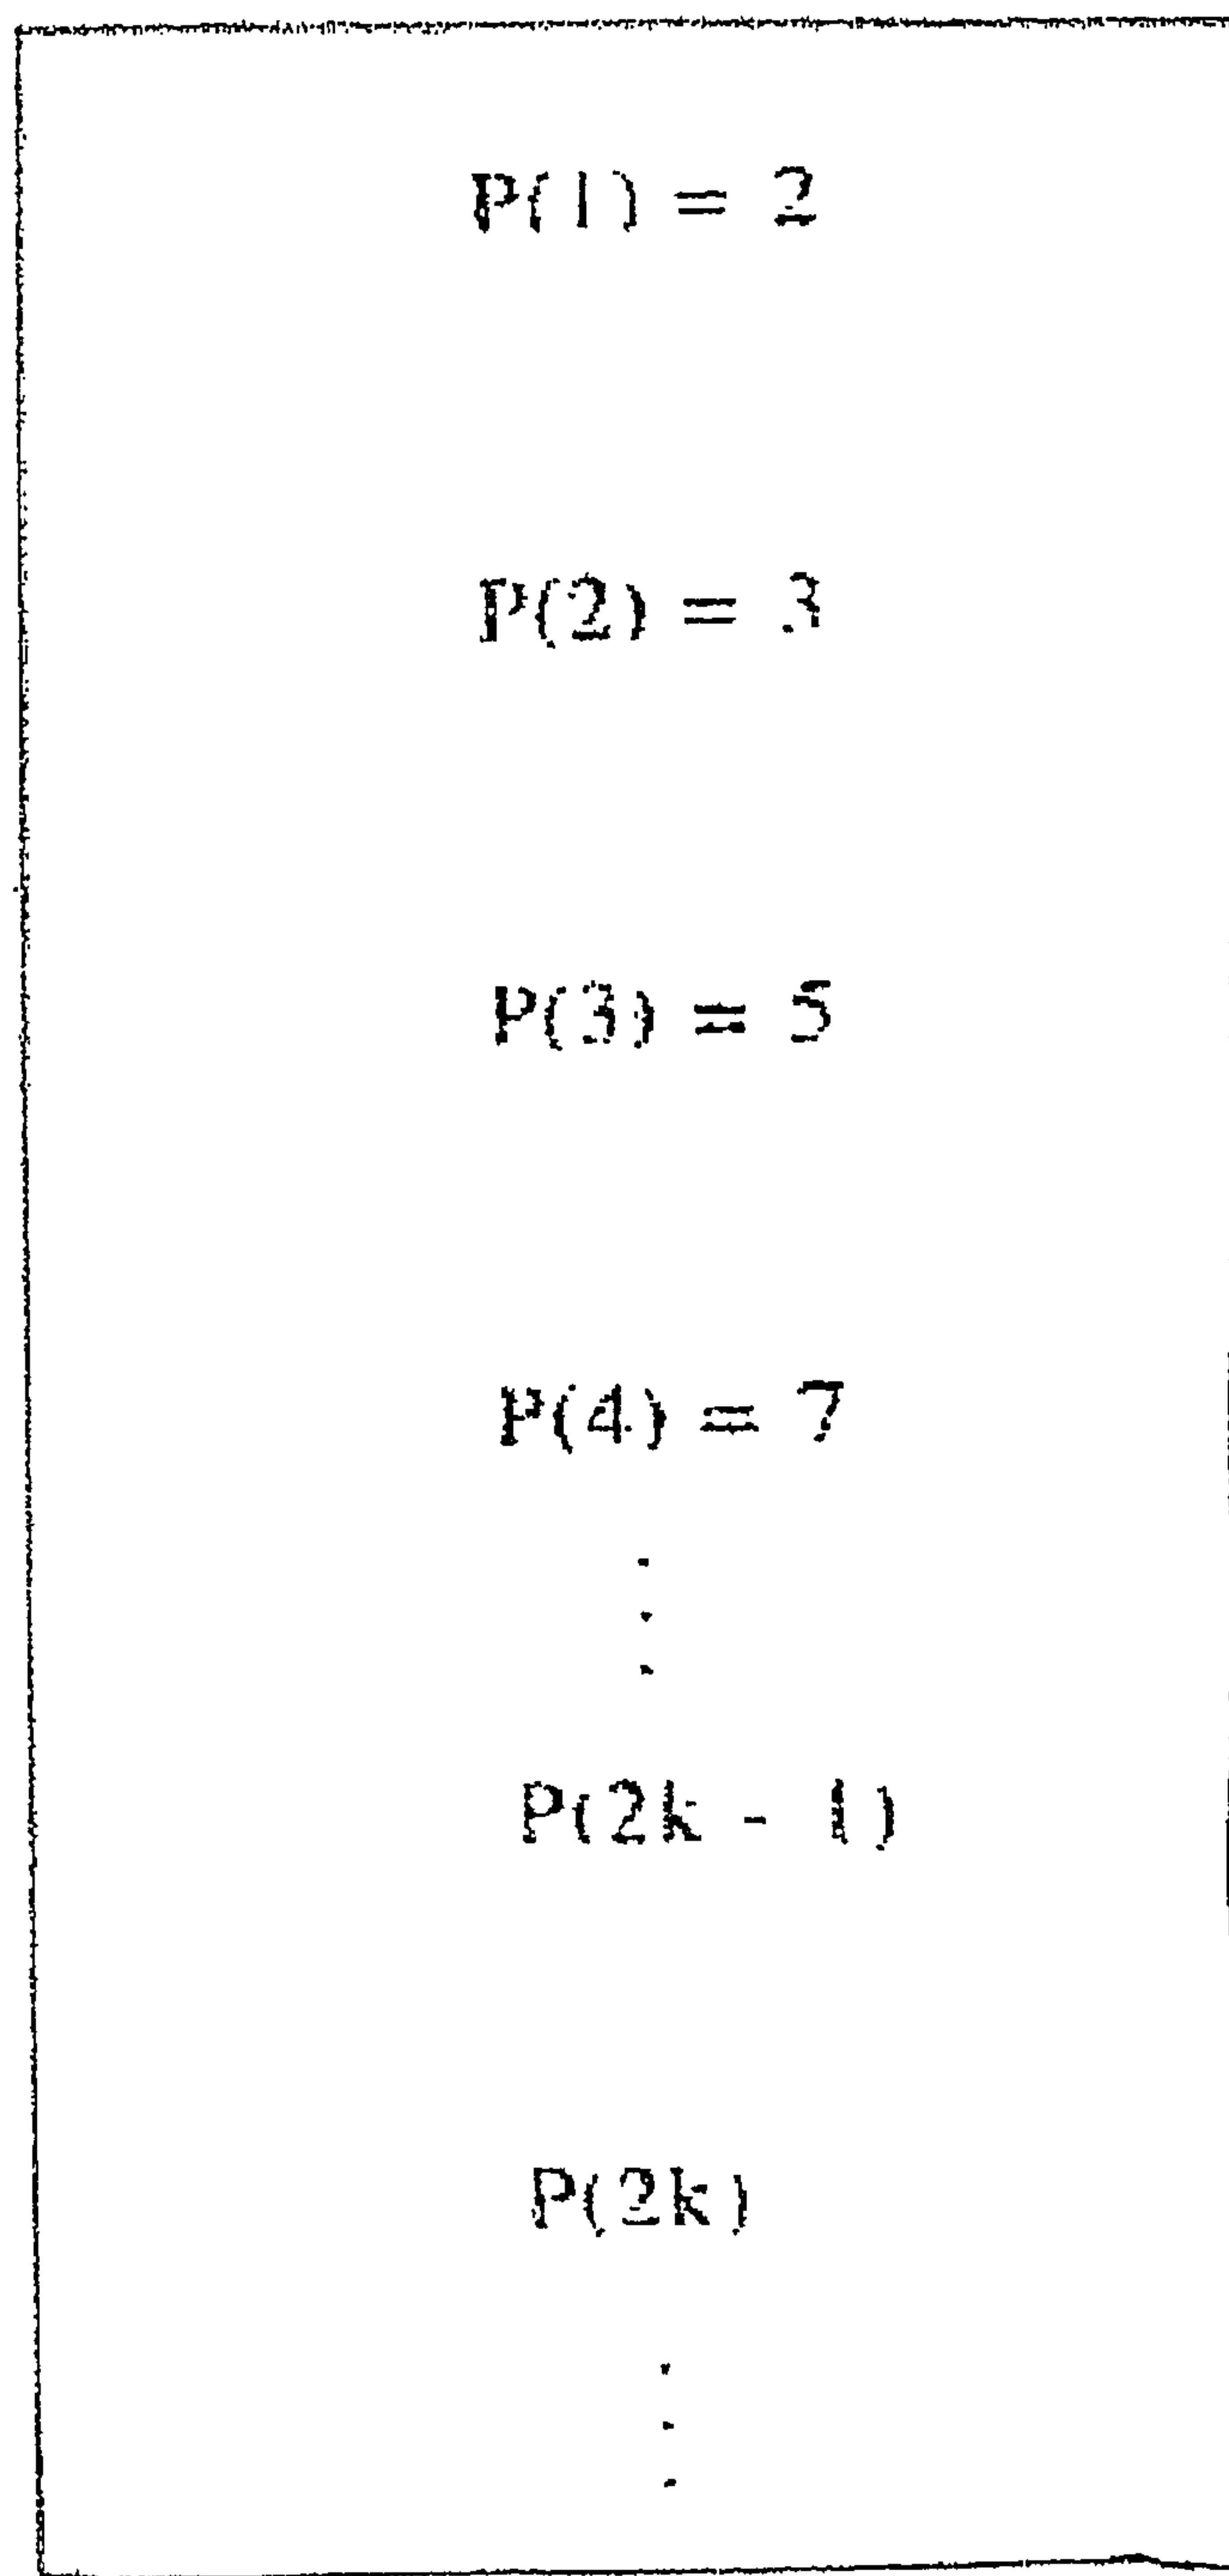 P(1) = 2
P(2) = 3
P(3) = 5
P(4) = 7
.
.
.
P(2k - 1)
P(2k)
.
.
.